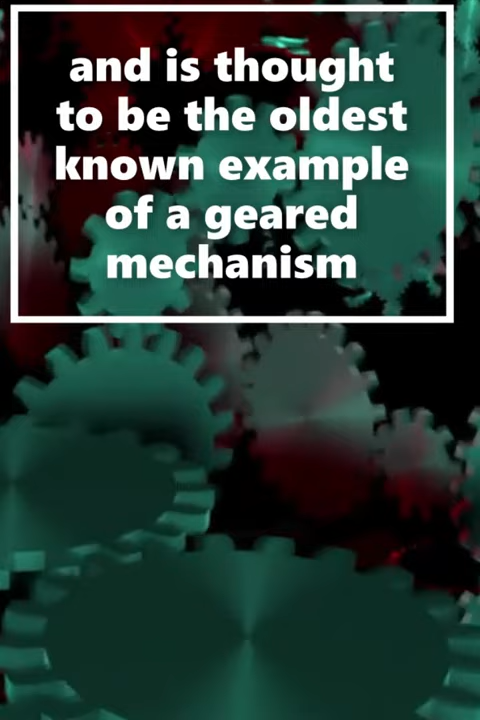 and is thought
to be the oldest
known example
of a geared
mechanism